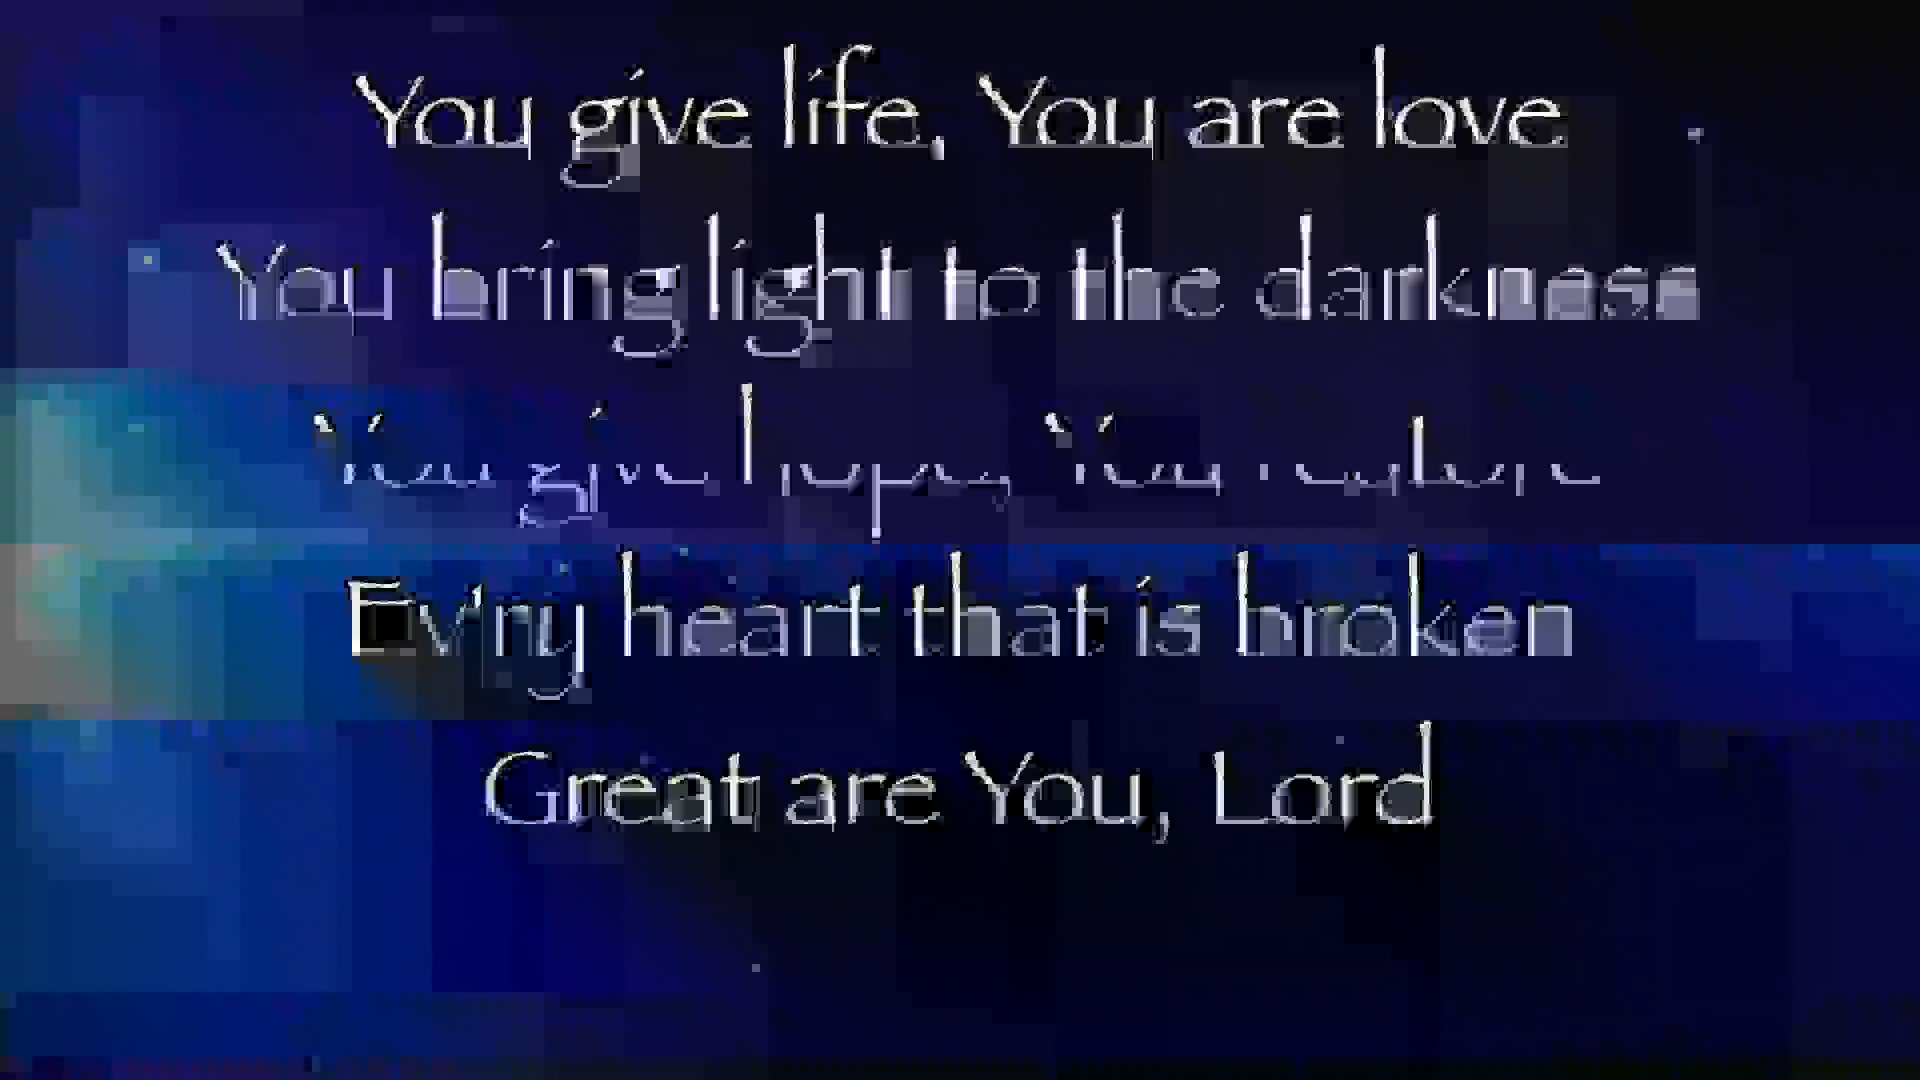 You give life, You are love
You bring light to the darkness
You give hope, You restore
Ev'ry heart that is broken
Great are You, Lord